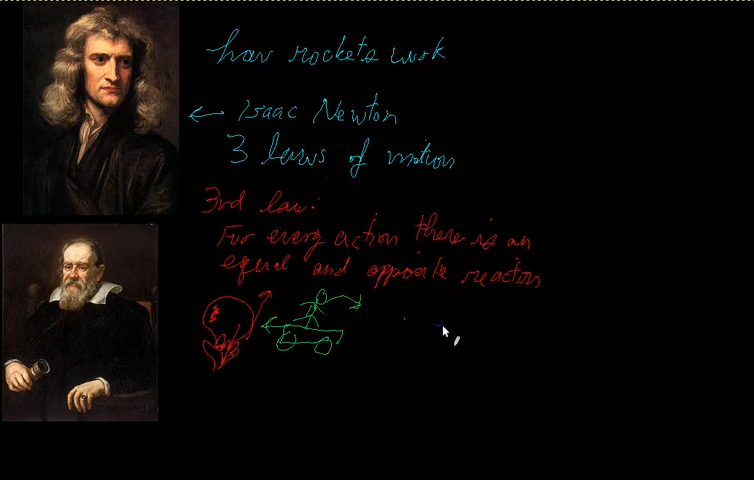 how rockets work
← Isaac Newton
3 laws of motion
3rd law:
For every action there is an
equal and opposite reaction